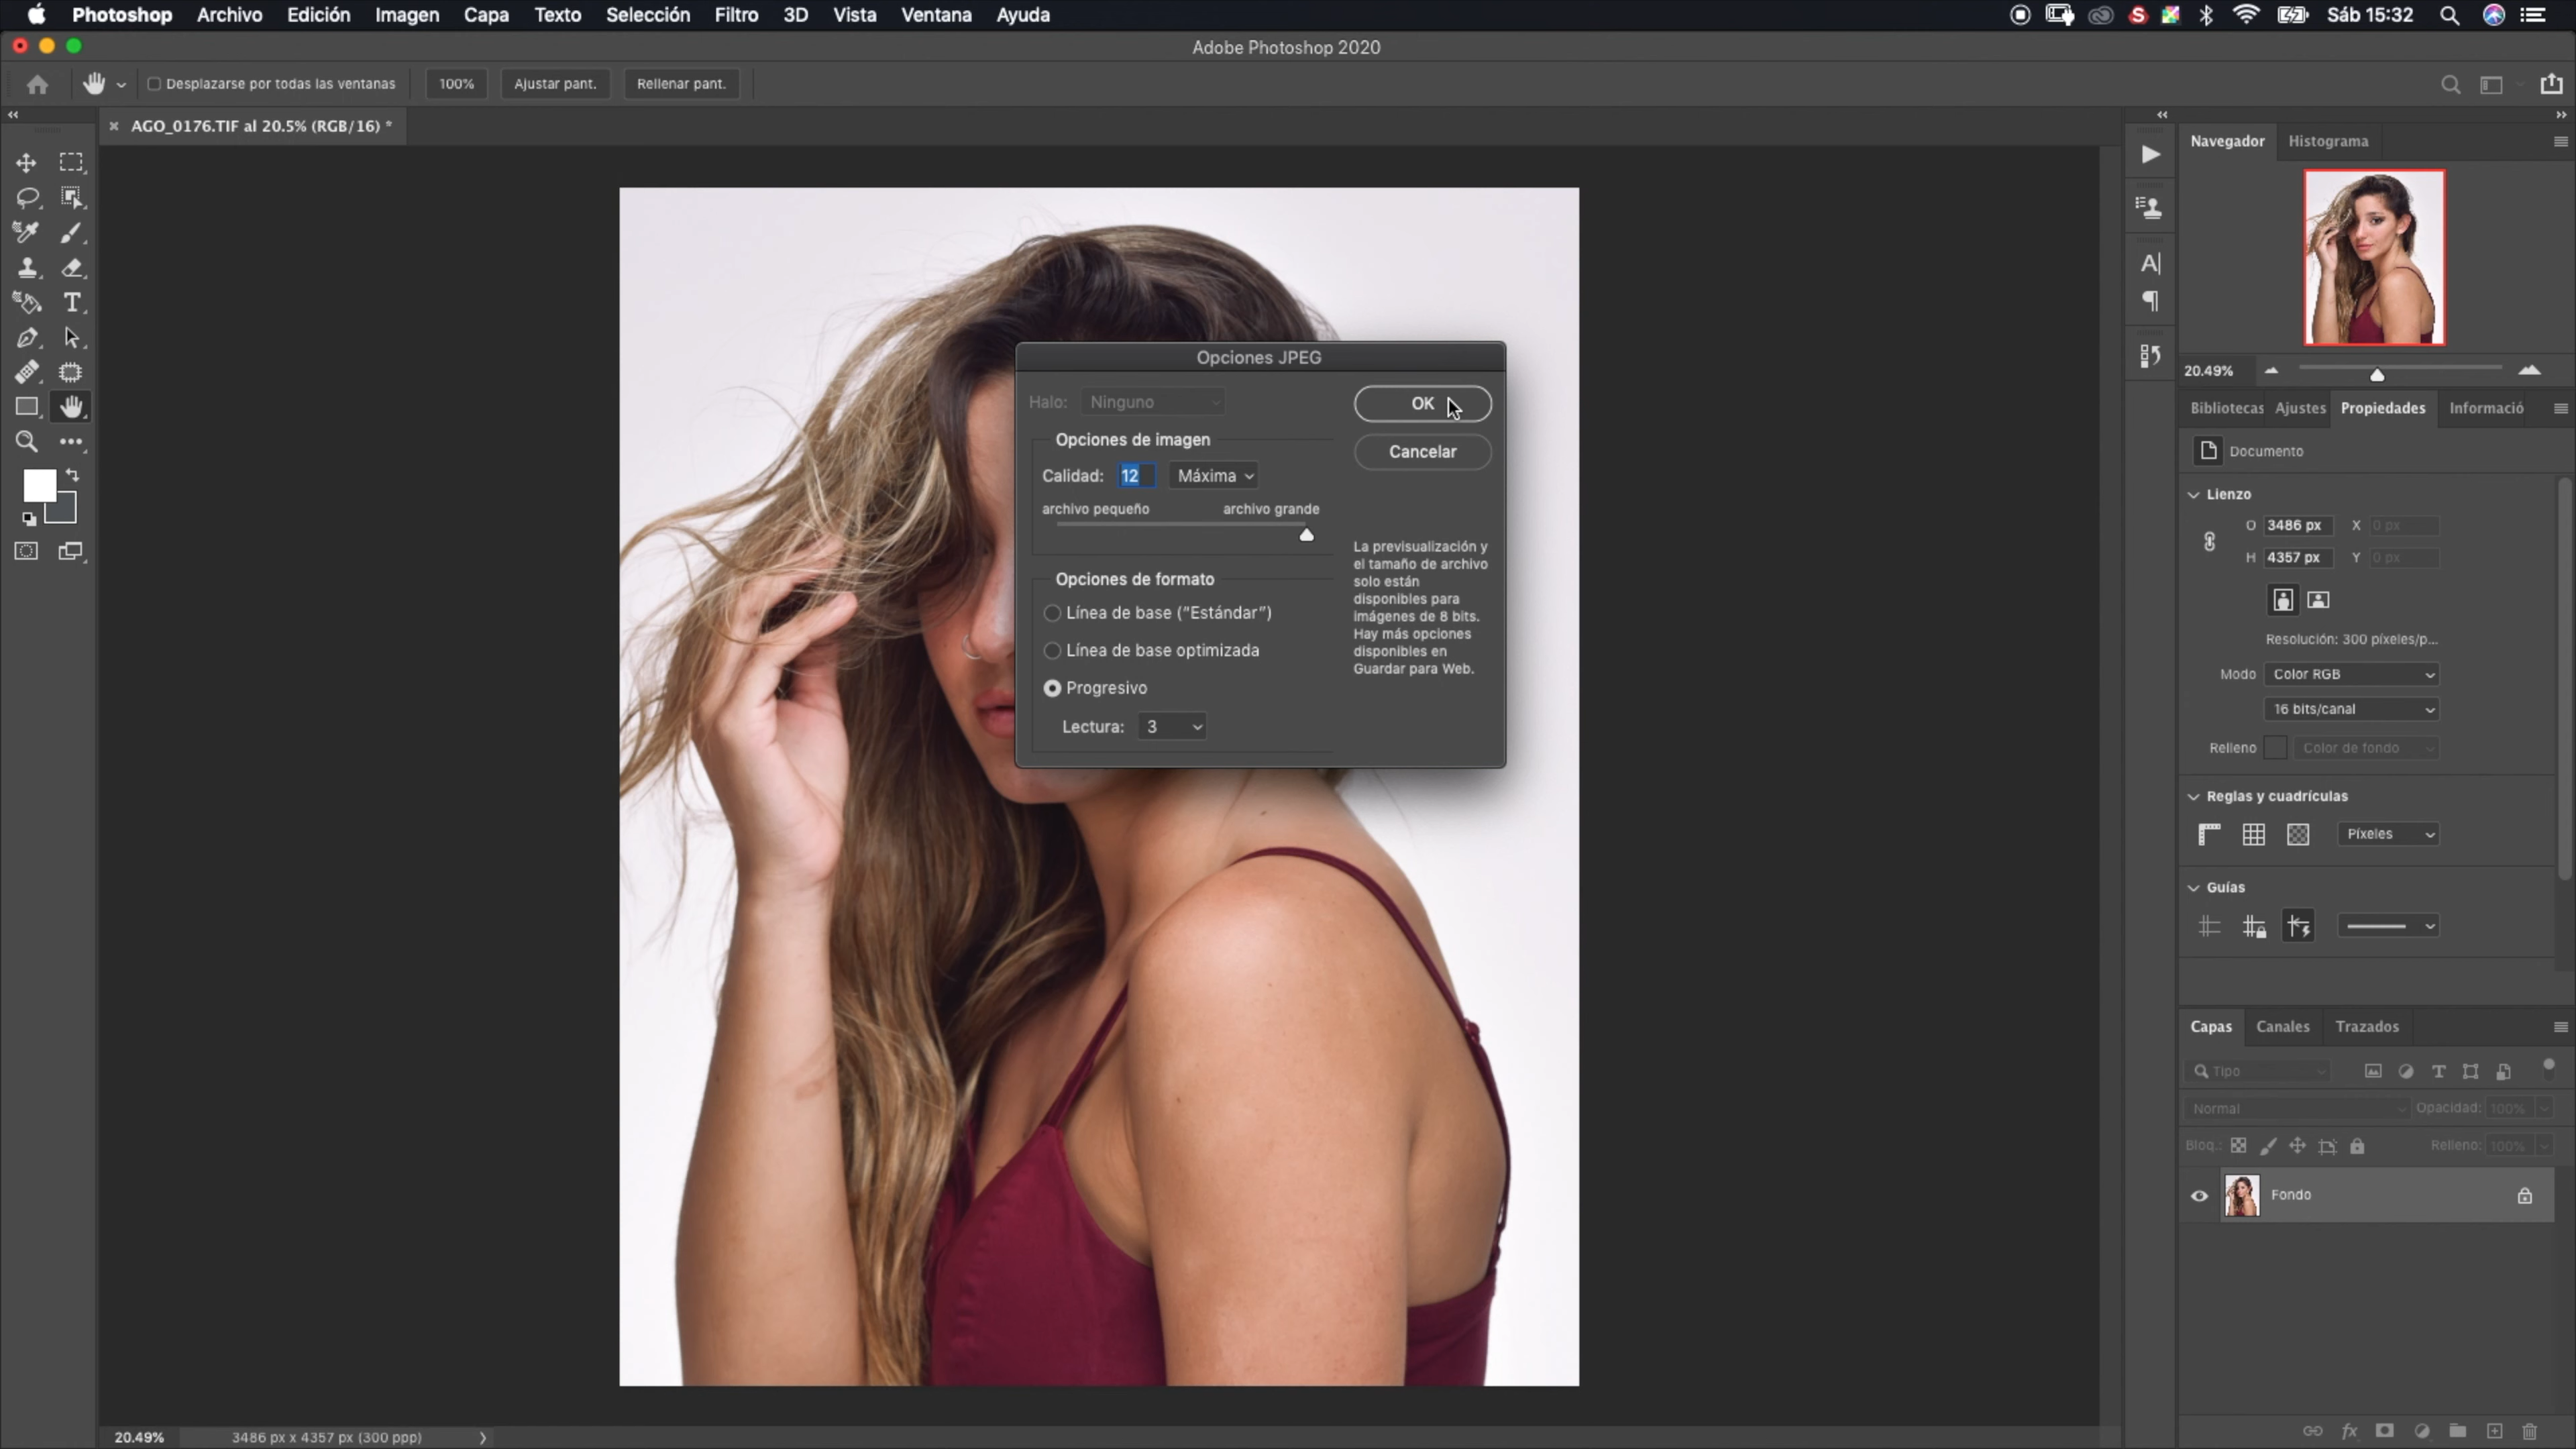 Photoshop Archivo Edición Imagen Capa Texto Selección Filtro 3D Vista Ventana Ayuda Sáb 15:32
Adobe Photoshop 2020
Desplazarse por todas las ventanas 100% Ajustar pant. Rellenar pant.
AGO_0176.TIF al 20.5% (RGB/16) *
Navegador Histograma
20.49%
Bibliotecas Ajustes Propiedades Informació
Documento
Lienzo
O 3486 px X 0 px
H 4357 px Y 0 px
Resolución: 300 píxeles/p...
Modo Color RGB
16 bits/canal
Relleno Color de fondo
Reglas y cuadrículas
Píxeles
Guías
Capas Canales Trazados
Tipo
Normal Opacidad: 100%
Bloq.: Relleno: 100%
Fondo
Opciones JPEG
Halo: Ninguno
OK
Cancelar
Opciones de imagen
Calidad: 12 Máxima
archivo pequeño archivo grande
La previsualización y
el tamaño de archivo
solo están
disponibles para
imágenes de 8 bits.
Hay más opciones
disponibles en
Guardar para Web.
Opciones de formato
Línea de base ("Estándar")
Línea de base optimizada
Progresivo
Lectura: 3
20.49% 3486 px x 4357 px (300 ppp)